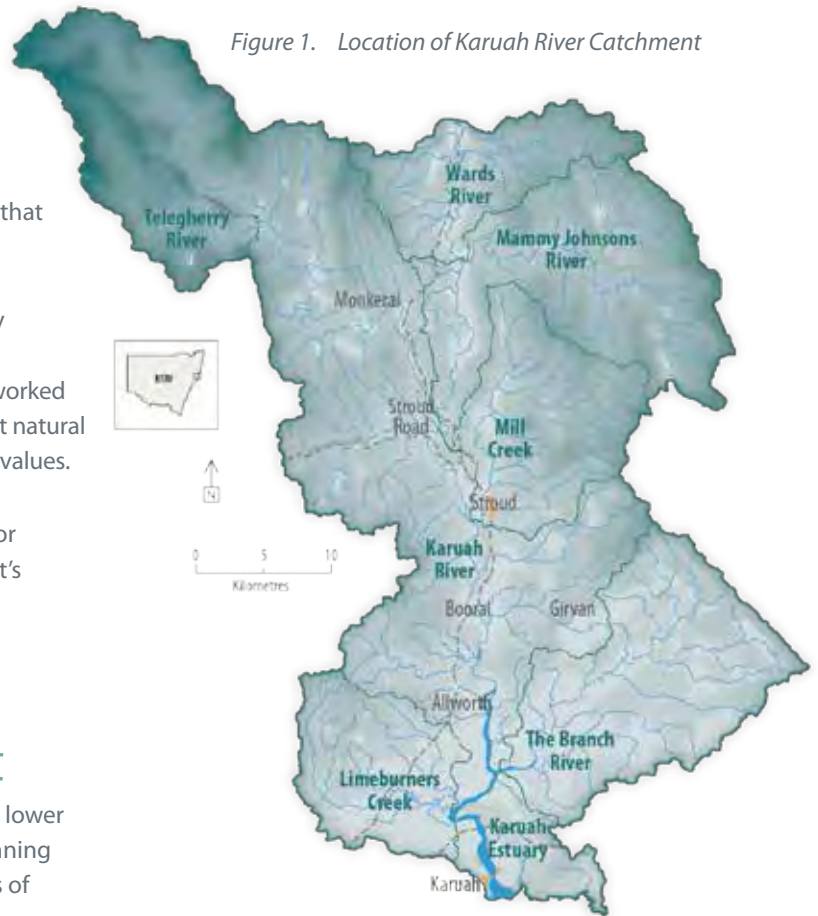 Figure 1. Location of Karuah River Catchment
that
y
worked
t natural
values.
or
t's
lower
nning
s of
Wards
River
Telegherry
River
Mammy Johnsons
River
Monkerai
NSW
Stroud
Road
Mill
Creek
N
Stroud
0 5 10
Kilometres
Karuah
River
Booral
Girvan
Allworth
The Branch
River
Limeburners
Creek
Karuah
Estuary
Karuah